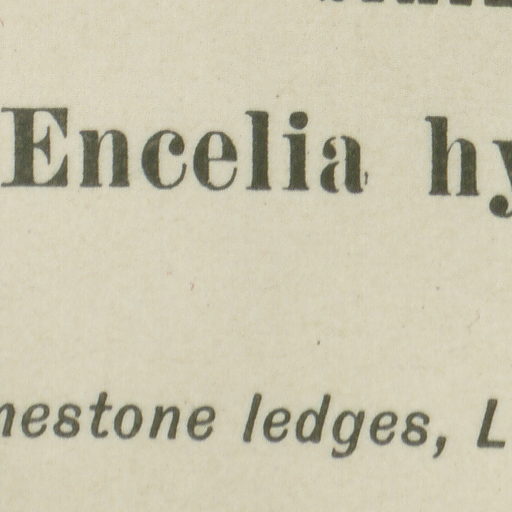 Encelia hy
nestone ledges, L